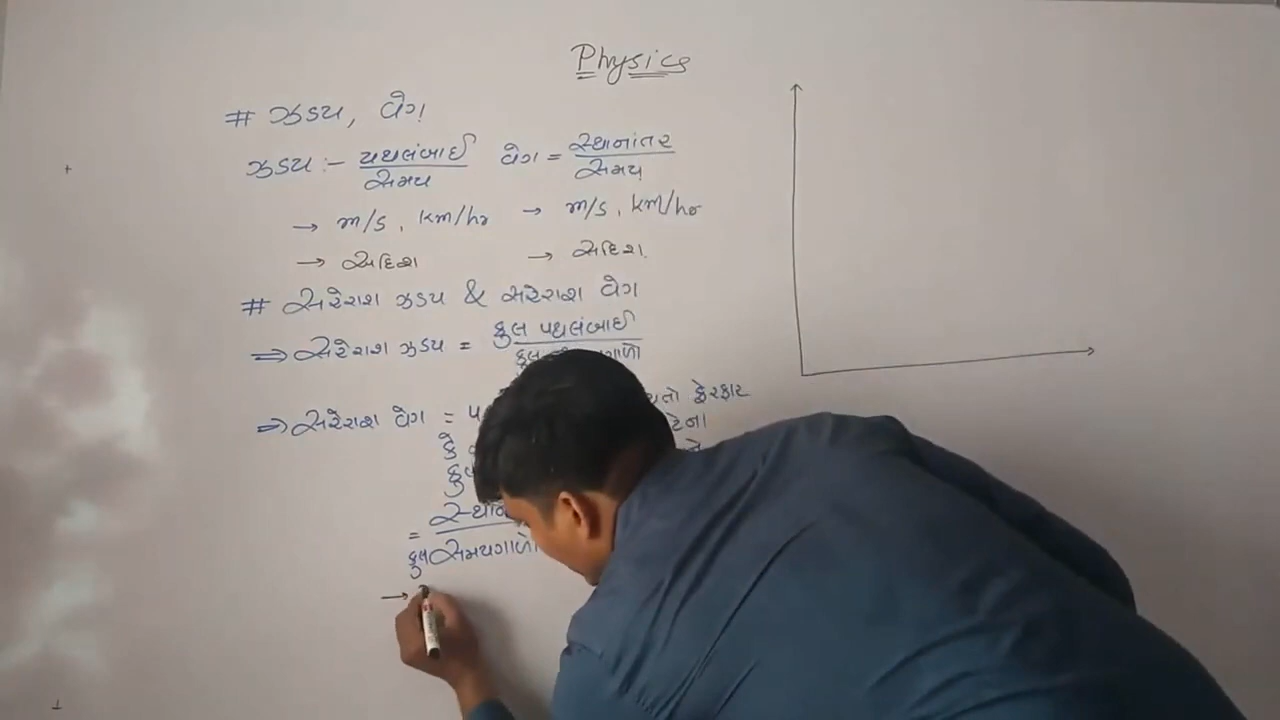 Physics
# ઝડપ, વેગ
ઝડપ :- પથલંબાઈ / સમય વેગ = સ્થાનાંતર / સમય
→ m/s, km/hr → m/s, km/hr
→ અદિશ → સદિશ.
# સરેરાશ ઝડપ & સરેરાશ વેગ
⇒ સરેરાશ ઝડપ = કુલ પથલંબાઈ / કુલ
⇒ સરેરાશ વેગ = ફેરફાર
કે
=
કુલ સમયગાળો
→